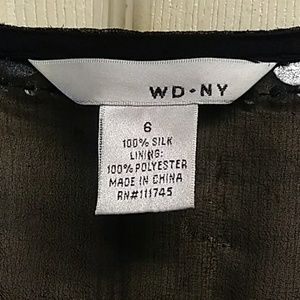 WD•NY
6
100% SILK
LINING:
100% POLYESTER
MADE IN CHINA
RN#111745